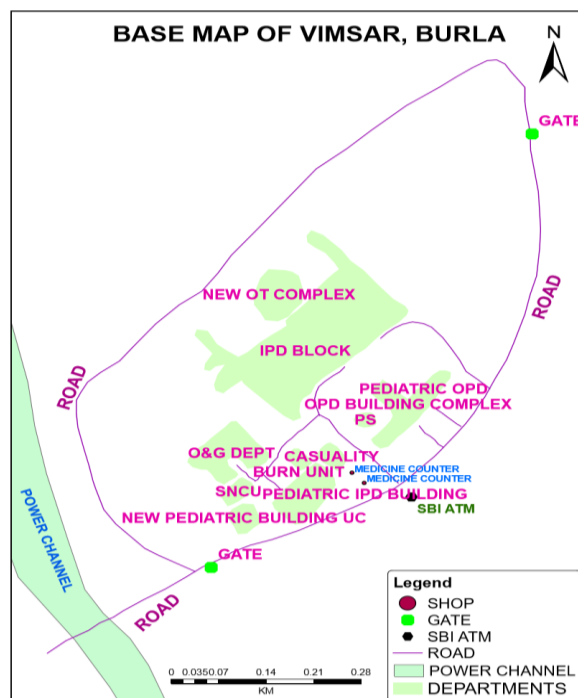 BASE MAP OF VIMSAR, BURLA
N
GATE
NEW OT COMPLEX
ROAD
IPD BLOCK
ROAD
PEDIATRIC OPD
OPD BUILDING COMPLEX
PS
O&G DEPT
CASUALITY
BURN UNIT
MEDICINE COUNTER
MEDICINE COUNTER
SNCU
PEDIATRIC IPD BUILDING
SBI ATM
NEW PEDIATRIC BUILDING UC
POWER CHANNEL
GATE
ROAD
Legend
SHOP
GATE
SBI ATM
ROAD
POWER CHANNEL
DEPARTMENTS
0 0.035 0.07 0.14 0.21 0.28
KM